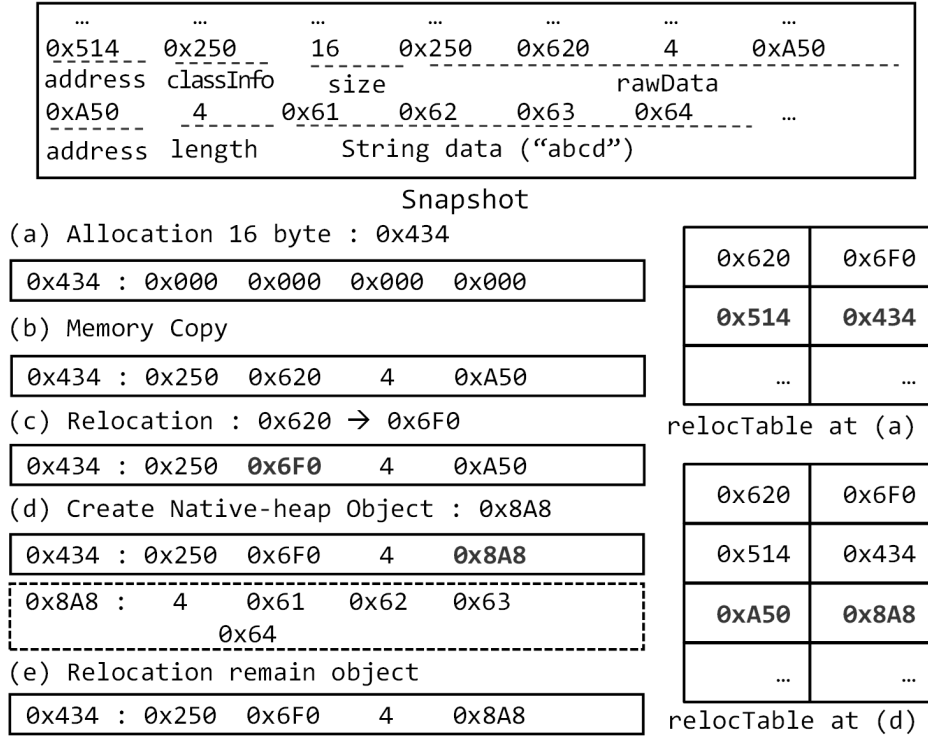 … … … … … … …
0x514 0x250 16 0x250 0x620 4 0xA50
address classInfo size rawData
0xA50 4 0x61 0x62 0x63 0x64 …
address length String data (“abcd”)
Snapshot
(a) Allocation 16 byte : 0x434
0x434 : 0x000 0x000 0x000 0x000
(b) Memory Copy
0x434 : 0x250 0x620 4 0xA50
(c) Relocation : 0x620 → 0x6F0
0x434 : 0x250 0x6F0 4 0xA50
(d) Create Native-heap Object : 0x8A8
0x434 : 0x250 0x6F0 4 0x8A8
0x8A8 : 4 0x61 0x62 0x63
0x64
(e) Relocation remain object
0x434 : 0x250 0x6F0 4 0x8A8
0x620 0x6F0
0x514 0x434
… …
relocTable at (a)
0x620 0x6F0
0x514 0x434
0xA50 0x8A8
… …
relocTable at (d)